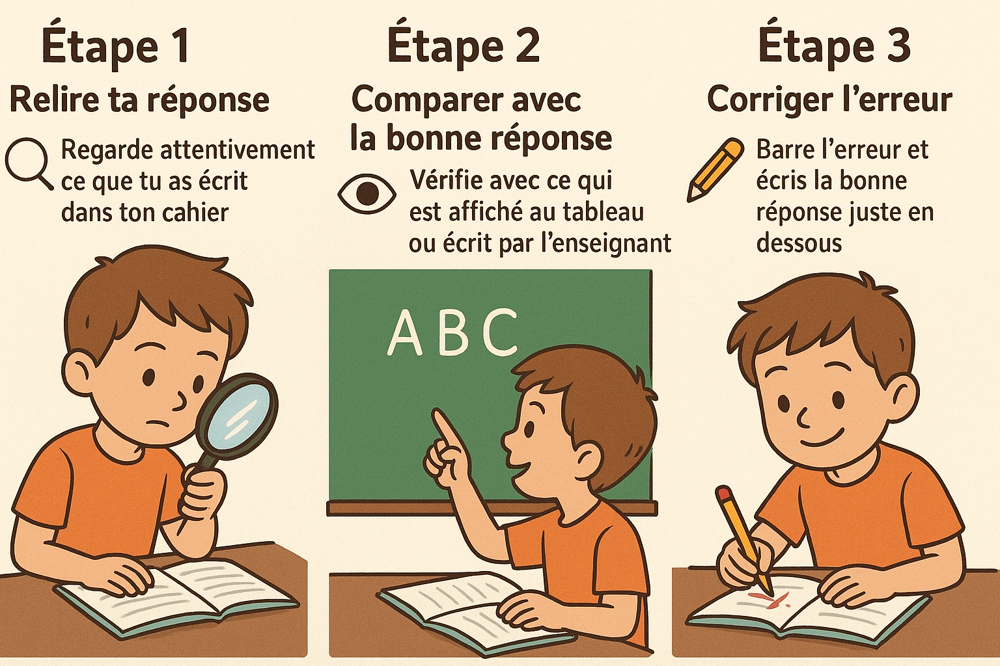 Étape 1
Relire ta réponse
Regarde attentivement
ce que tu as écrit
dans ton cahier
Étape 2
Comparer avec
la bonne réponse
Vérifie avec ce qui
est affiché au tableau
ou écrit par l'enseignant
ABC
Étape 3
Corriger l'erreur
Barre l'erreur et
écris la bonne
réponse juste en
dessous